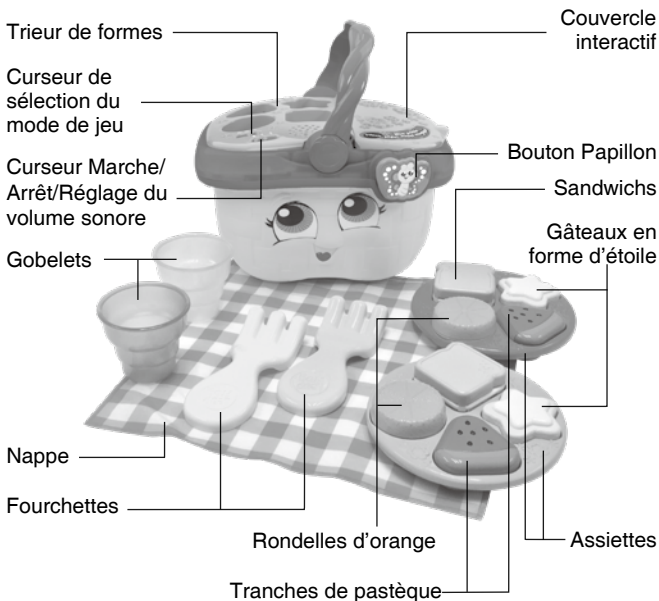 Trieur de formes
Couvercle
interactif
Curseur de
sélection du
mode de jeu
Curseur Marche/
Arrêt/Réglage du
volume sonore
Bouton Papillon
Sandwichs
Gobelets
Gâteaux en
forme d'étoile
Nappe
Fourchettes
Rondelles d'orange
Assiettes
Tranches de pastèque